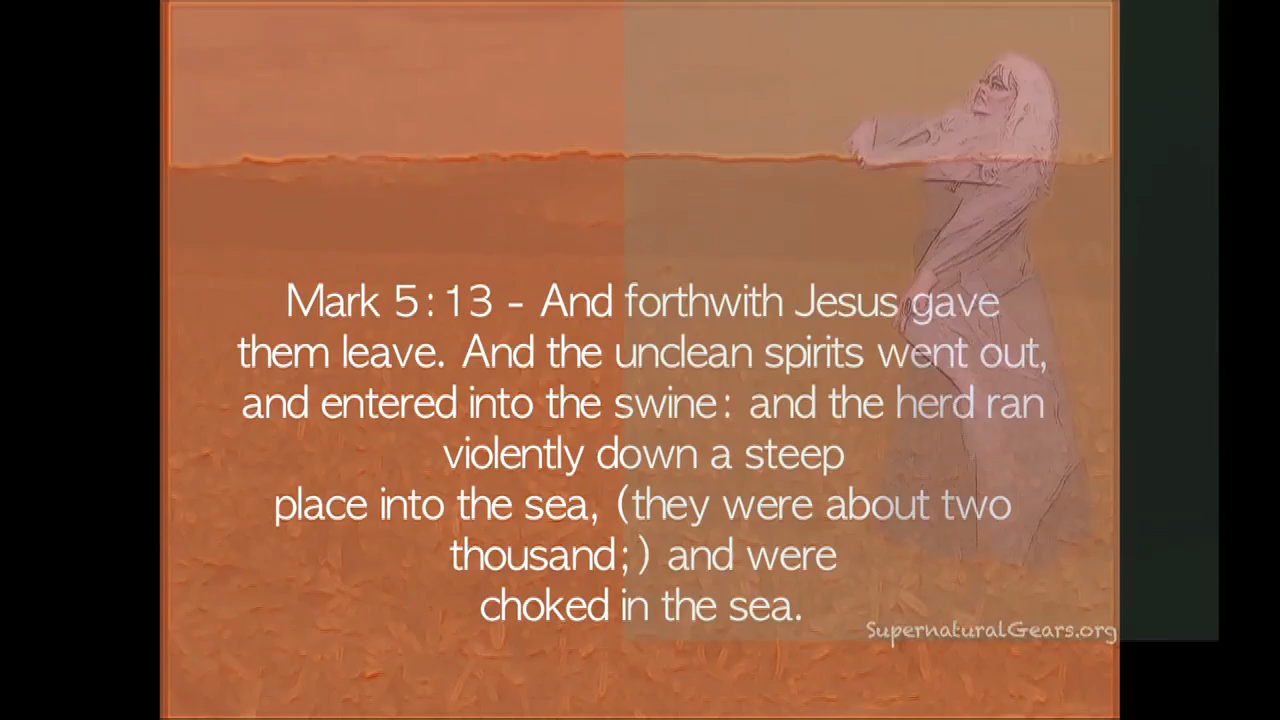 Mark 5:13 - And forthwith Jesus gave
them leave. And the unclean spirits went out,
and entered into the swine: and the herd ran
violently down a steep
place into the sea, (they were about two
thousand;) and were
choked in the sea.
SupernaturalGears.org